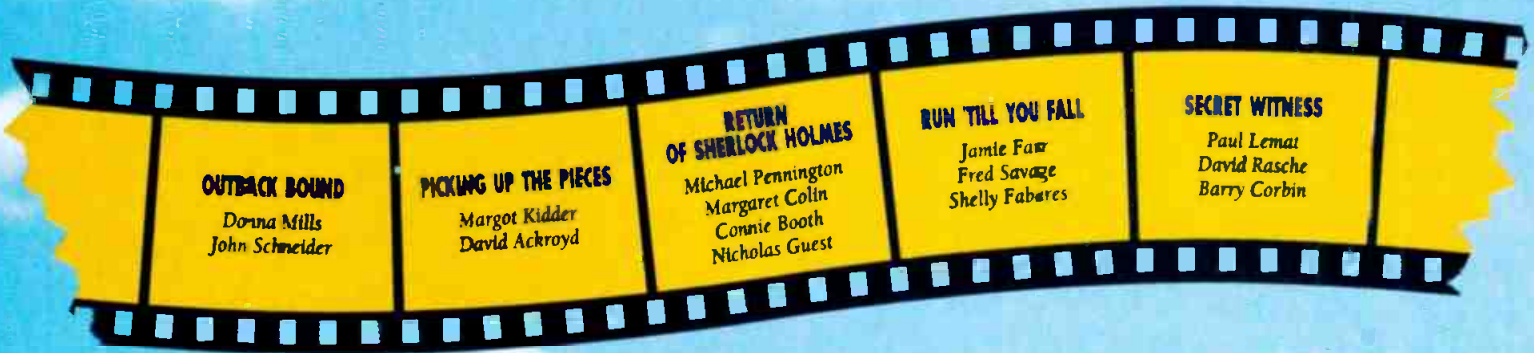 OUTBACK BOUND
Donna Mills
John Schneider
PICKING UP THE PIECES
Margot Kidder
David Ackroyd
RETURN
OF SHERLOCK HOLMES
Michael Pennington
Margaret Colin
Connie Booth
Nicholas Guest
RUN 'TILL YOU FALL
Jamie Farr
Fred Savage
Shelly Fabares
SECRET WITNESS
Paul Lemat
David Rasche
Barry Corbin